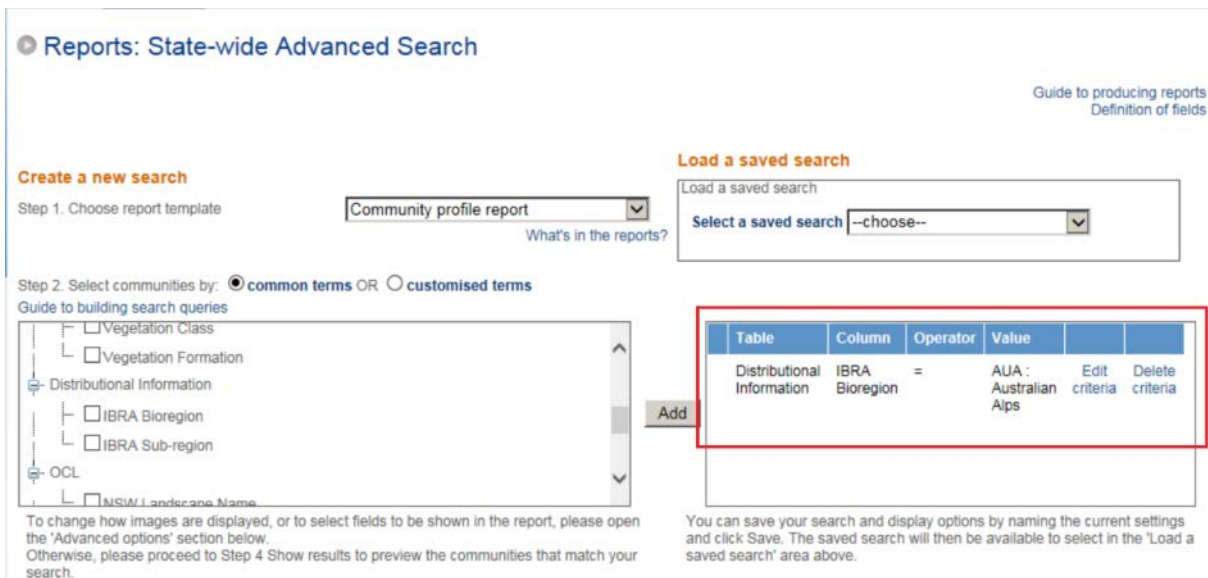 Reports: State-wide Advanced Search
Guide to producing reports
Definition of fields
Create a new search
Step 1. Choose report template
Community profile report
What's in the reports?
Load a saved search
Load a saved search
Select a saved search --choose--
Step 2. Select communities by: common terms OR customised terms
Guide to building search queries
Vegetation Class
Vegetation Formation
Distributional Information
IBRA Bioregion
IBRA Sub-region
OCL
NSW Landscape Name
Add
Table Column Operator Value
Distributional IBRA = AUA : Edit Delete
Information Bioregion Australian criteria criteria
Alps
To change how images are displayed, or to select fields to be shown in the report, please open
the 'Advanced options' section below.
Otherwise, please proceed to Step 4 Show results to preview the communities that match your
search.
You can save your search and display options by naming the current settings
and click Save. The saved search will then be available to select in the 'Load a
saved search' area above.